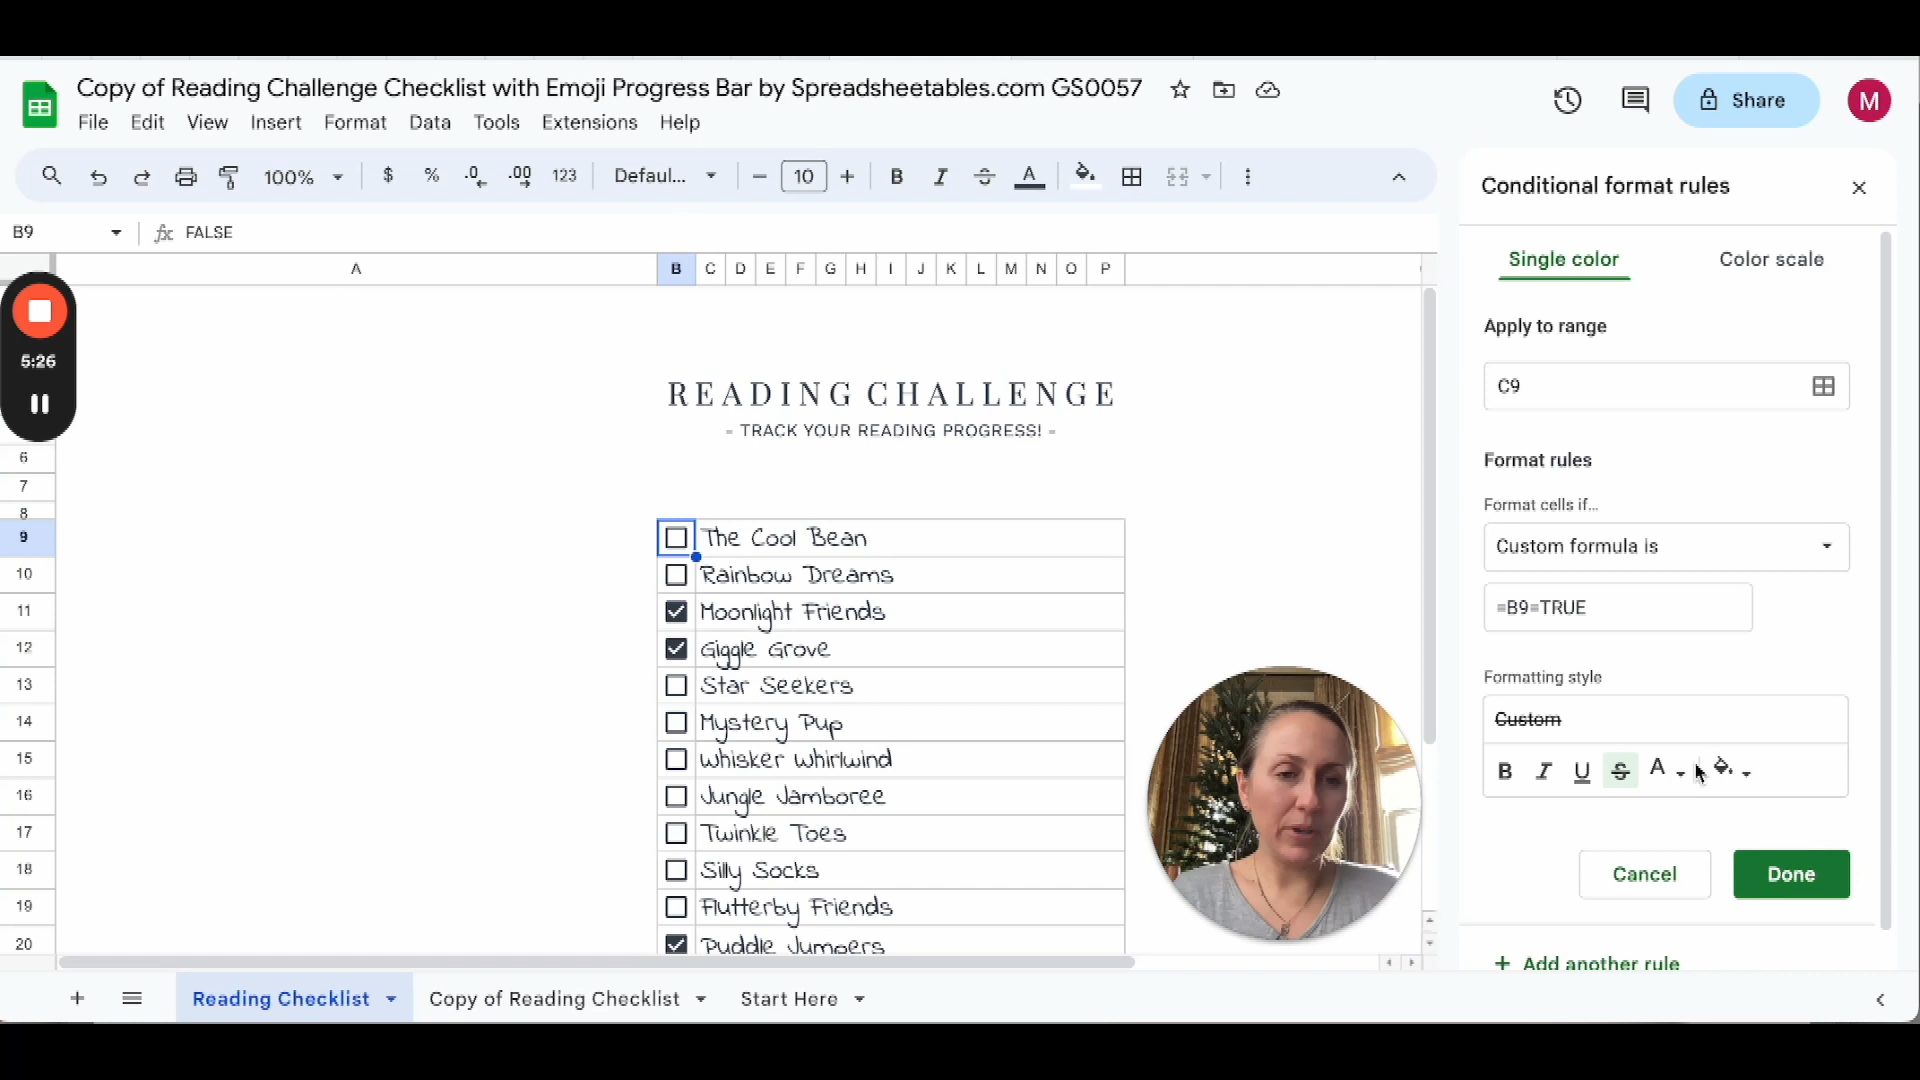 Copy of Reading Challenge Checklist with Emoji Progress Bar by Spreadsheetables.com GS0057
Share
M
File Edit View Insert Format Data Tools Extensions Help
100% $ % .0 .00 123 Defaul... 10 B I S A
B9 fx FALSE
A B C D E F G H I J K L M N O P
5:26
READING CHALLENGE
- TRACK YOUR READING PROGRESS! -
6
7
8
9 The Cool Bean
10 Rainbow Dreams
11 Moonlight Friends
12 Giggle Grove
13 Star Seekers
14 Mystery Pup
15 Whisker Whirlwind
16 Jungle Jamboree
17 Twinkle Toes
18 Silly Socks
19 Flutterby Friends
20 Puddle Jumpers
Reading Checklist Copy of Reading Checklist Start Here
Conditional format rules
Single color Color scale
Apply to range
C9
Format rules
Format cells if...
Custom formula is
=B9=TRUE
Formatting style
Custom
B I U S A
Cancel Done
+ Add another rule